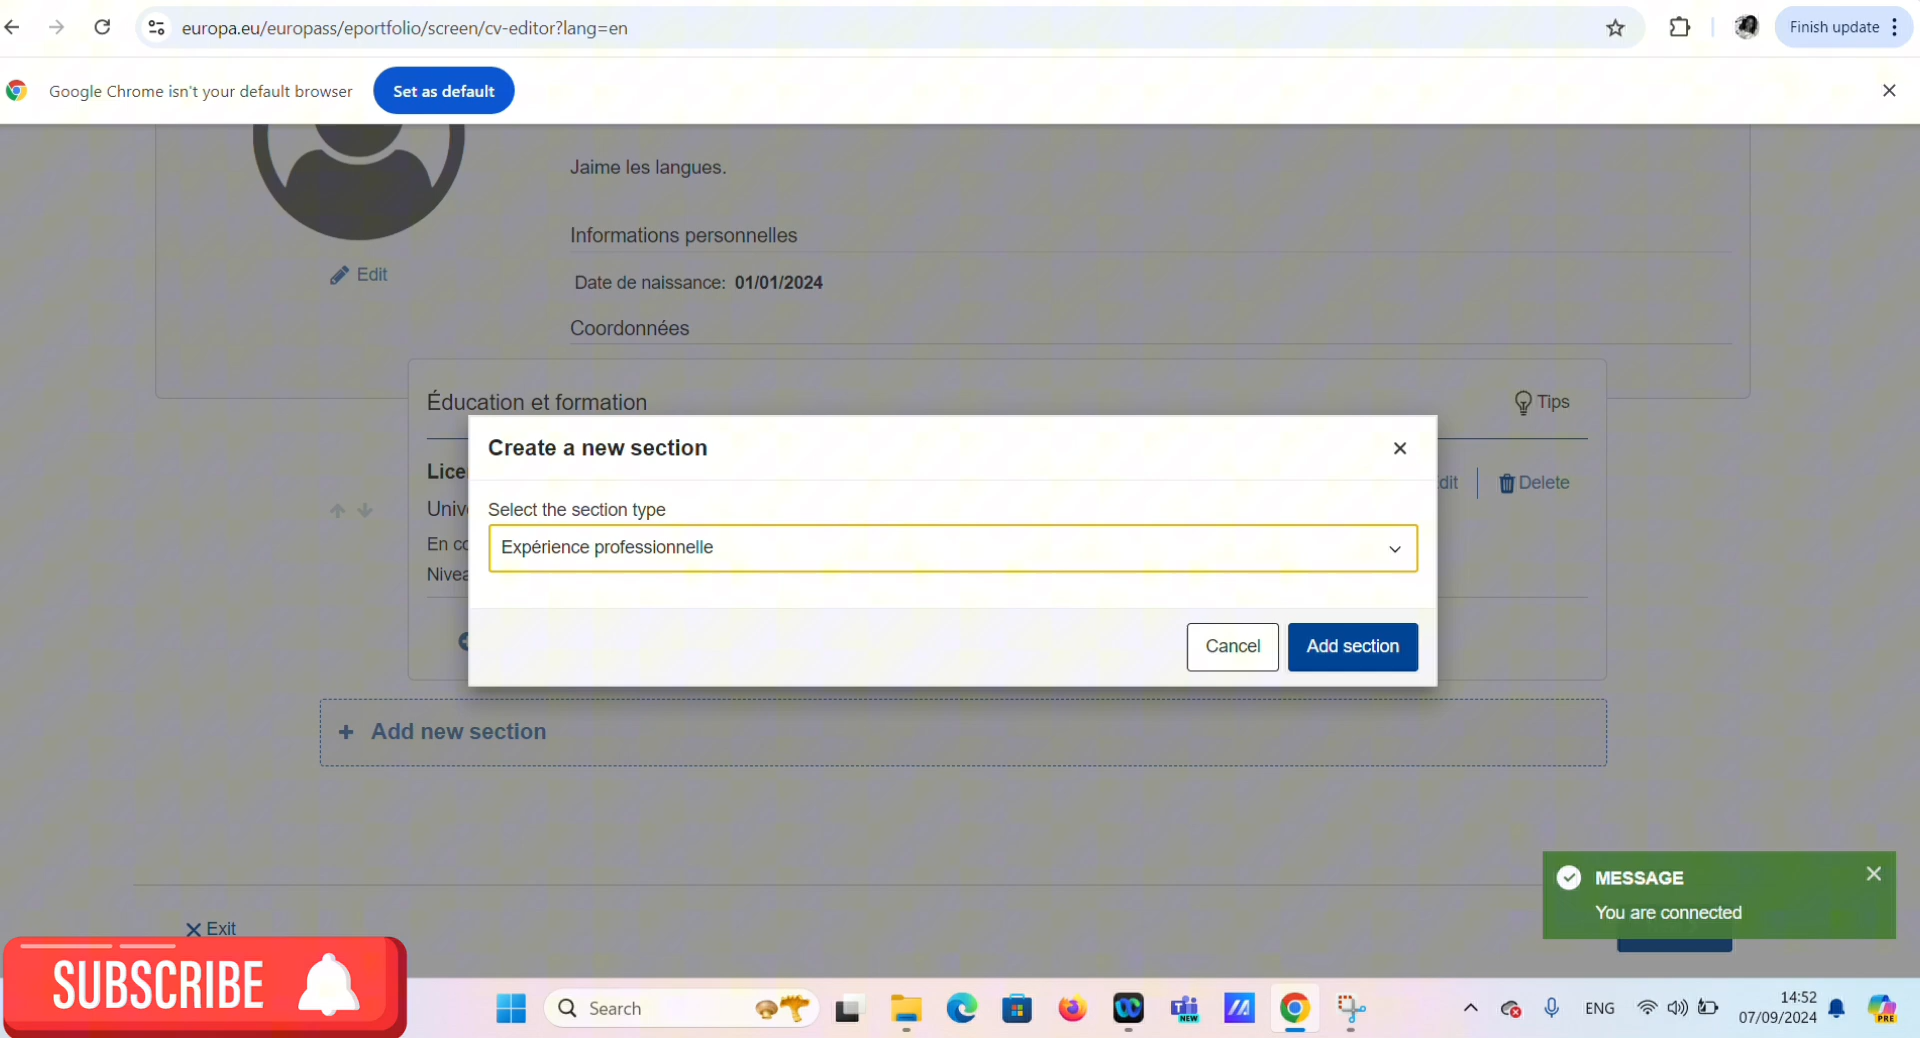 europa.eu/europass/eportfolio/screen/cv-editor?lang=en
Finish update
Google Chrome isn't your default browser
Set as default
Jaime les langues.
Informations personnelles
Edit
Date de naissance: 01/01/2024
Coordonnées
Éducation et formation
Tips
Create a new section
Delete
Select the section type
Expérience professionnelle
Cancel
Add section
+ Add new section
MESSAGE
You are connected
Exit
SUBSCRIBE
Search
NEW
ENG
14:52
07/09/2024
PRE